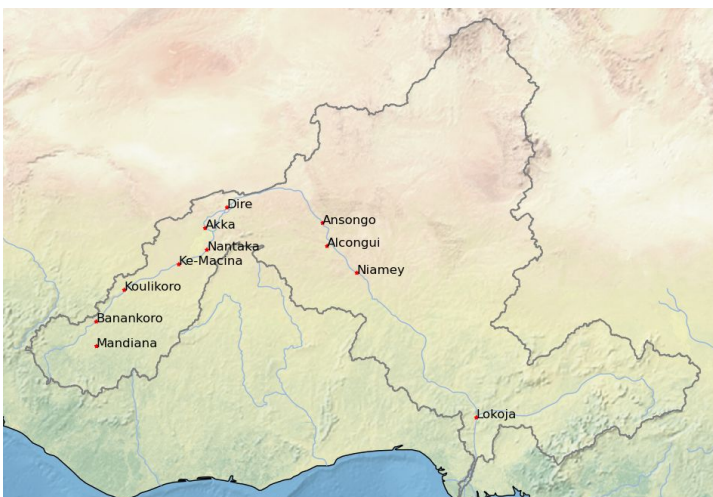 Dire
Ansongo
Akka
Alcongui
Nantaka
Ke-Macina
Niamey
Koulikoro
Banankoro
Mandiana
Lokoja